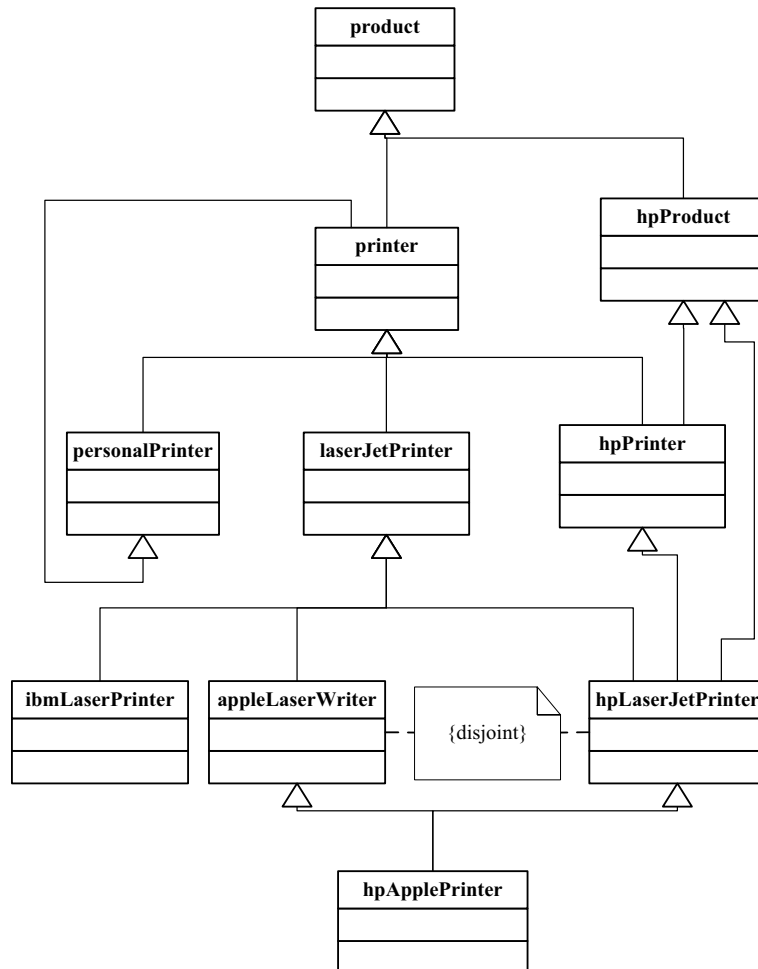 product
hpProduct
printer
personalPrinter
laserJetPrinter
hpPrinter
ibmLaserPrinter
appleLaserWriter
{disjoint}
hpLaserJetPrinter
hpApplePrinter